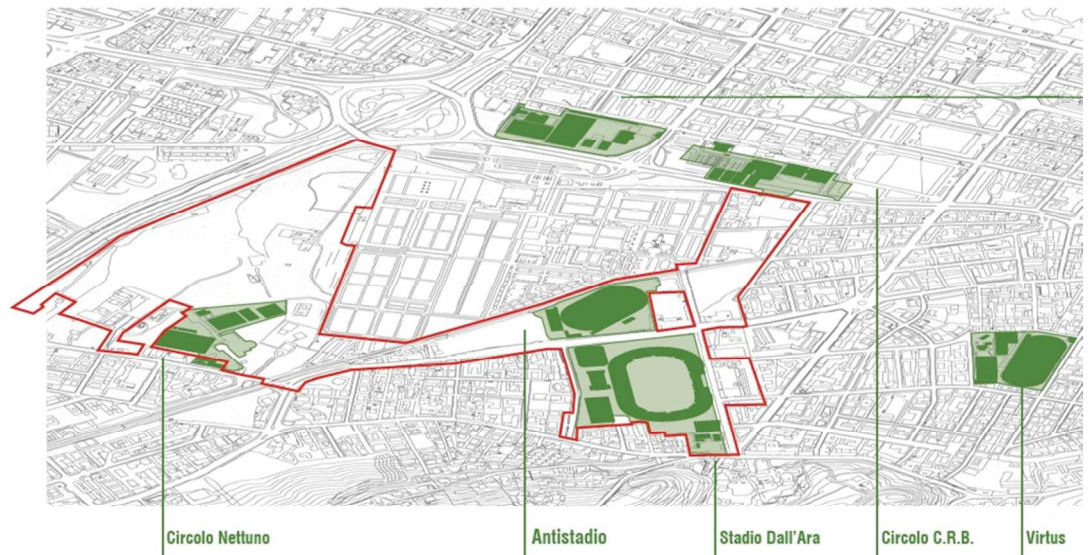 Circolo Nettuno
Antistadio
Stadio Dall'Ara
Circolo C.R.B.
Virtus